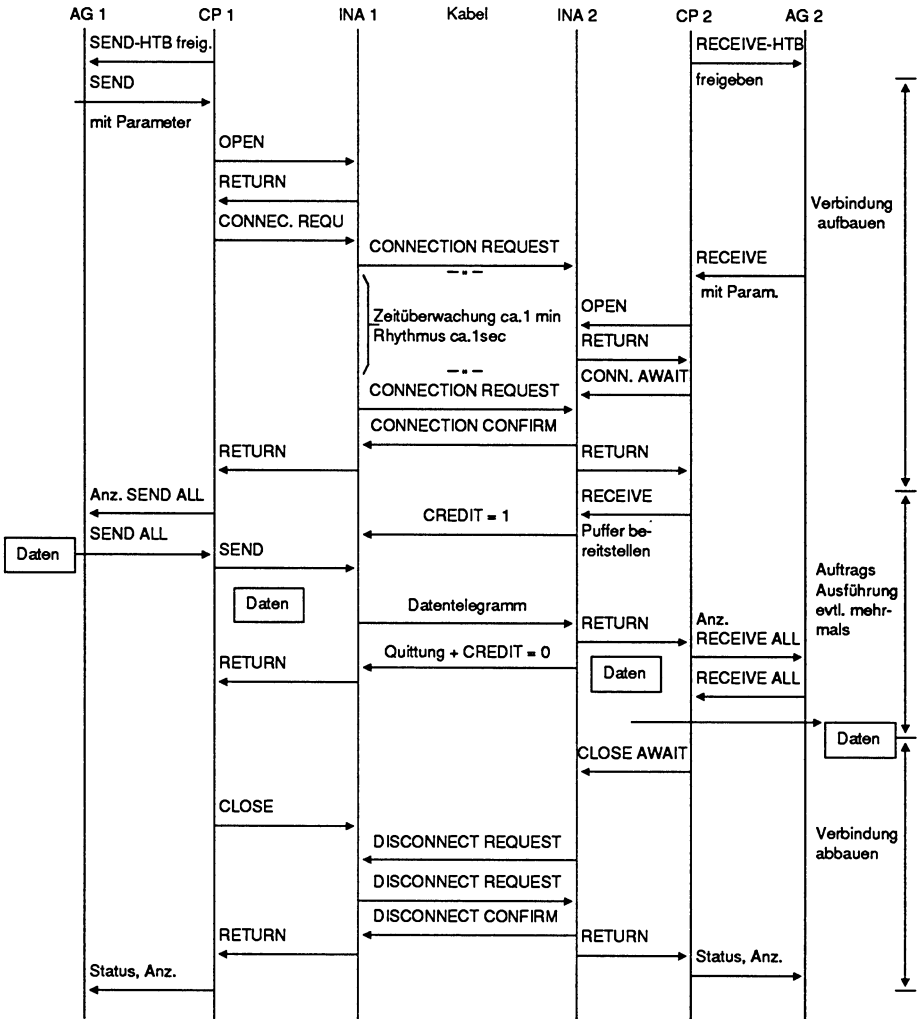 AG 1 CP 1 INA 1 Kabel INA 2 CP 2 AG 2
SEND-HTB freig.
RECEIVE-HTB
SEND
freigeben
mit Parameter
OPEN
RETURN
Verbindung
aufbauen
CONNEC. REQU
CONNECTION REQUEST
RECEIVE
mit Param.
OPEN
Zeitüberwachung ca.1 min
Rhythmus ca.1sec
RETURN
CONN. AWAIT
CONNECTION REQUEST
CONNECTION CONFIRM
RETURN
RETURN
Anz. SEND ALL
RECEIVE
CREDIT = 1
SEND ALL
Puffer be-
reitstellen
Daten
SEND
Auftrags
Ausführung
evtl. mehr-
mals
Daten
Datentelegramm
RETURN
Anz.
RECEIVE ALL
Quittung + CREDIT = 0
RETURN
Daten
RECEIVE ALL
Daten
CLOSE AWAIT
CLOSE
Verbindung
abbauen
DISCONNECT REQUEST
DISCONNECT REQUEST
DISCONNECT CONFIRM
RETURN
RETURN
Status, Anz.
Status, Anz.